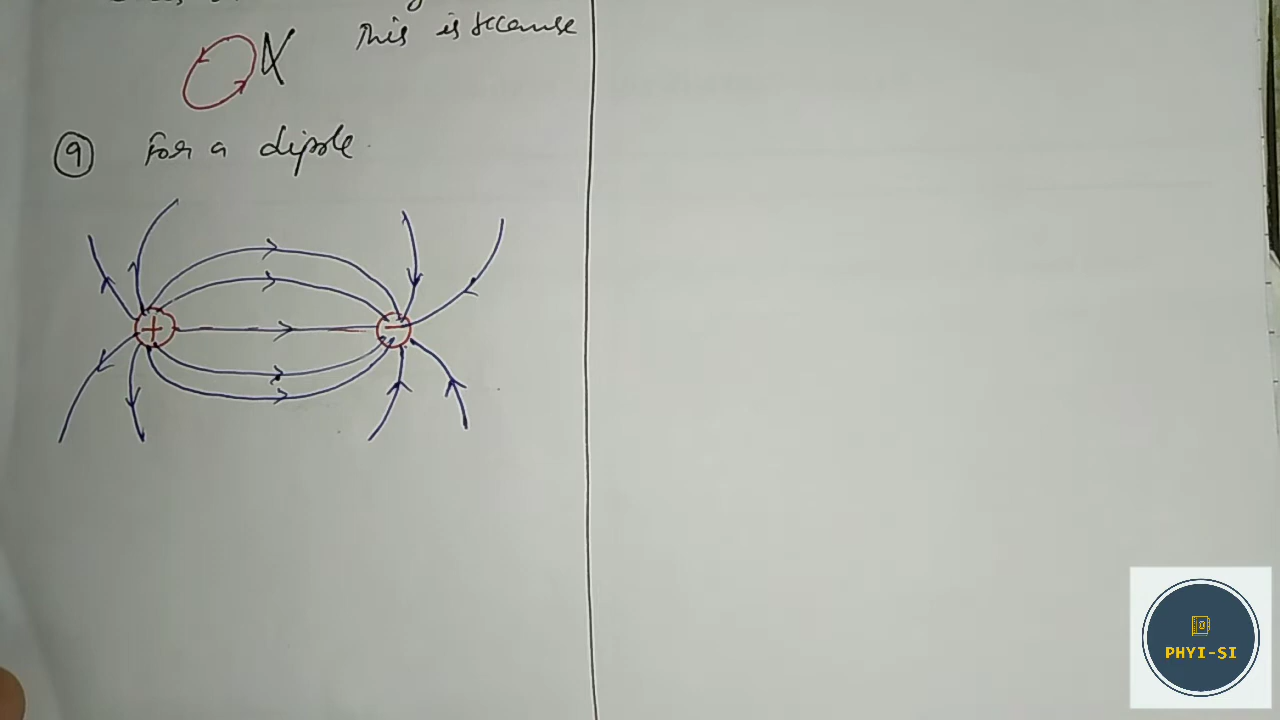 This is because
⑨ For a dipole
+
−
PHYI-SI